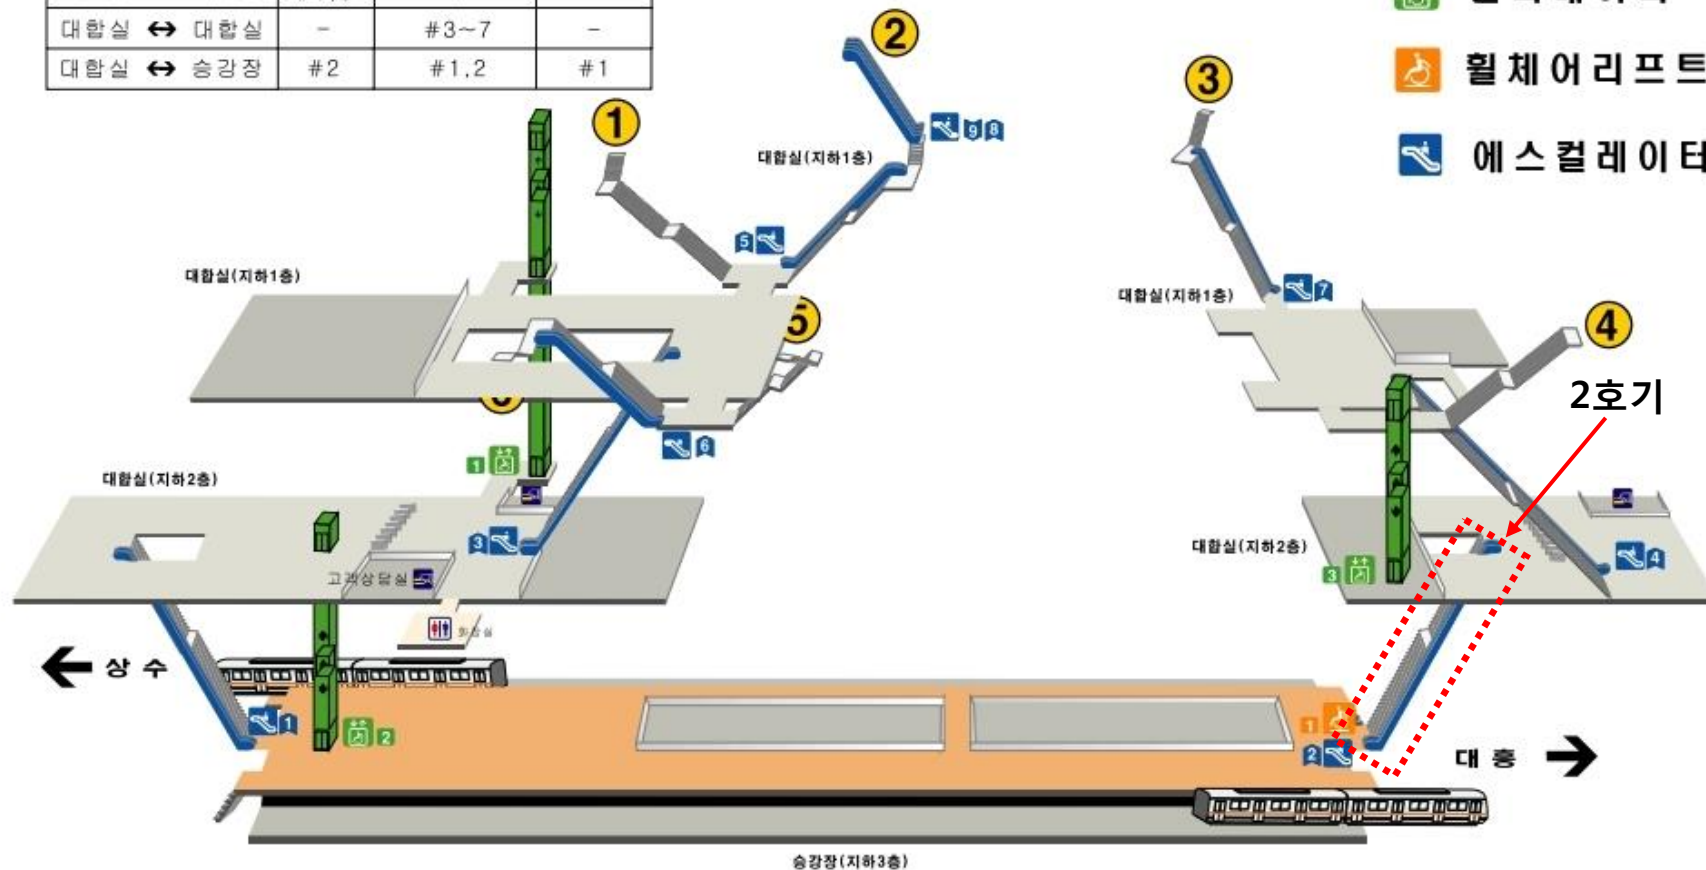 대합실 ↔ 대합실 - #3~7 -
대합실 ↔ 승강장 #2 #1,2 #1
휠체어리프트
에스컬레이터
1
2
3
4
5
9 8
대합실(지하1층)
5
대합실(지하1층)
대합실(지하1층)
7
2호기
6
1
대합실(지하2층)
3
고객상담실
대합실(지하2층)
3
4
화장실
상수
1
2
1
2
대흥
승강장(지하3층)